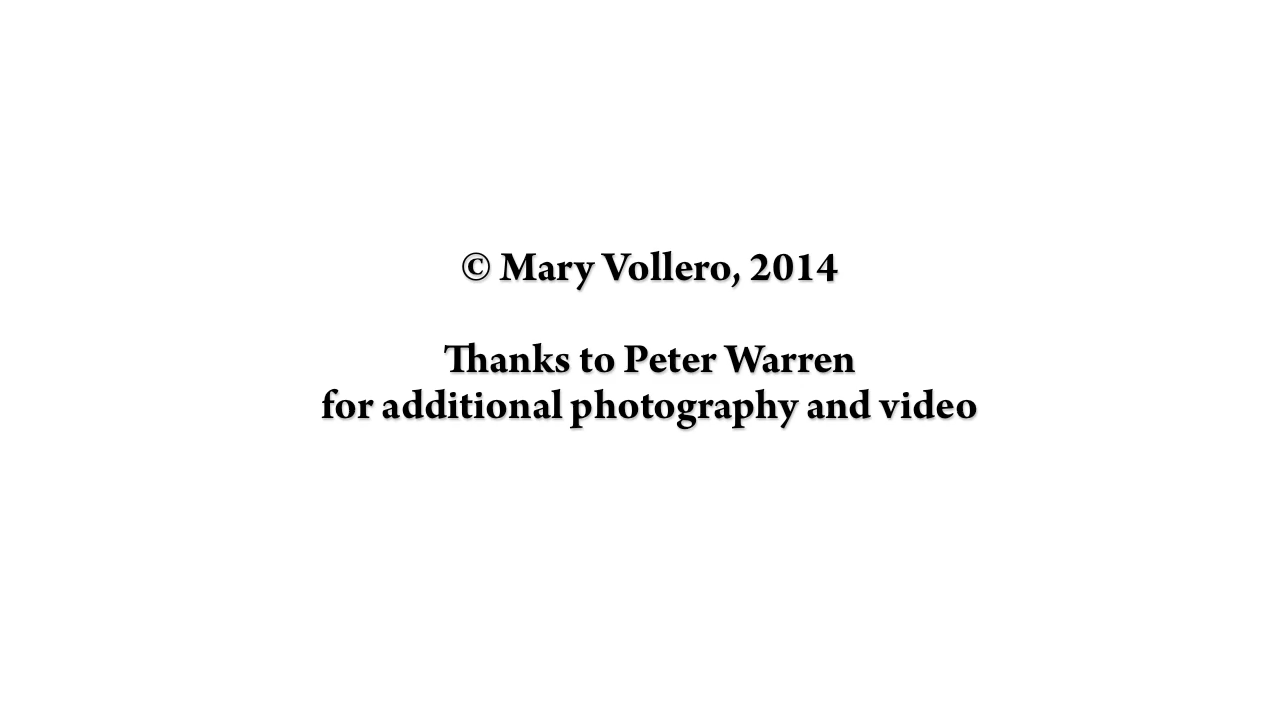 © Mary Vollero, 2014
Thanks to Peter Warren
for additional photography and video